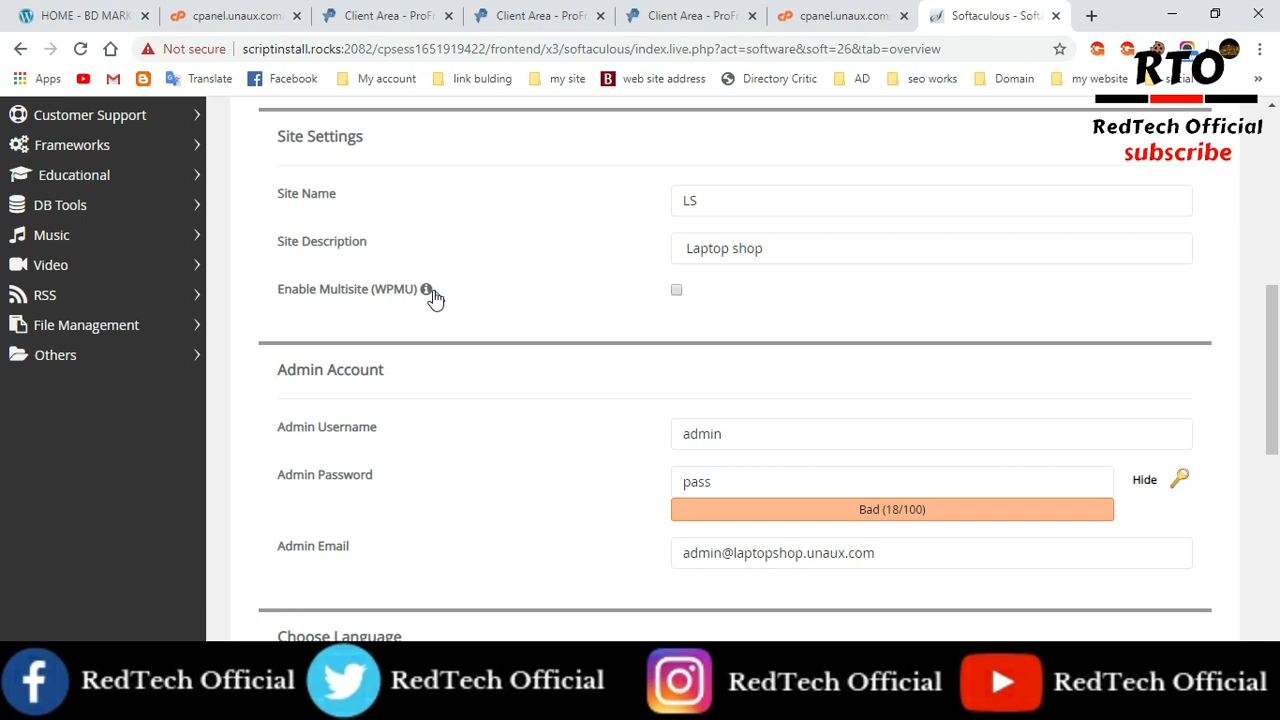 HOME - BD MARK
cpanel.unaux.com
Client Area - ProFr
Client Area - ProFr
Client Area - ProFr
cpanel.unaux.com
Softaculous - Soft
Not secure
scriptinstall.rocks:2082/cpsess1651919422/frontend/x3/softaculous/index.live.php?act=software&soft=26&tab=overview
Apps
Translate
Facebook
My account
link bulding
my site
web site address
Directory Critic
AD
seo works
Domain
my website
RTO
RedTech Official
subscribe
Customer Support
Frameworks
Educational
DB Tools
Music
Video
RSS
File Management
Others
Site Settings
Site Name
LS
Site Description
Laptop shop
Enable Multisite (WPMU)
Admin Account
Admin Username
admin
Admin Password
pass
Hide
Bad (18/100)
Admin Email
admin@laptopshop.unaux.com
Choose Language
RedTech Official
RedTech Official
RedTech Official
RedTech Official